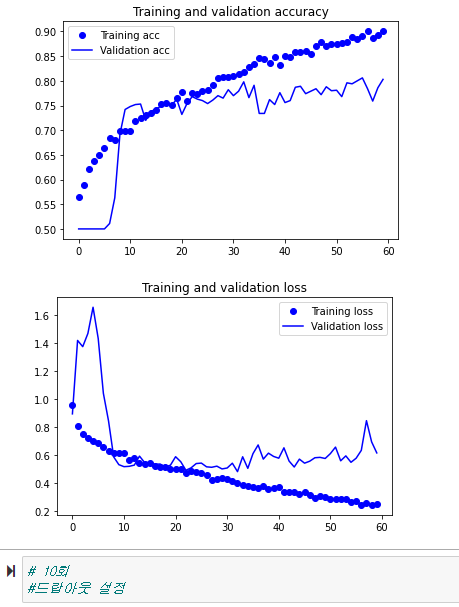 Training and validation accuracy
Training acc
Validation acc
0.90
0.85
0.80
0.75
0.70
0.65
0.60
0.55
0.50
0 10 20 30 40 50 60
Training and validation loss
Training loss
Validation loss
1.6
1.4
1.2
1.0
0.8
0.6
0.4
0.2
0 10 20 30 40 50 60
# 10회
#드랍아웃 설정